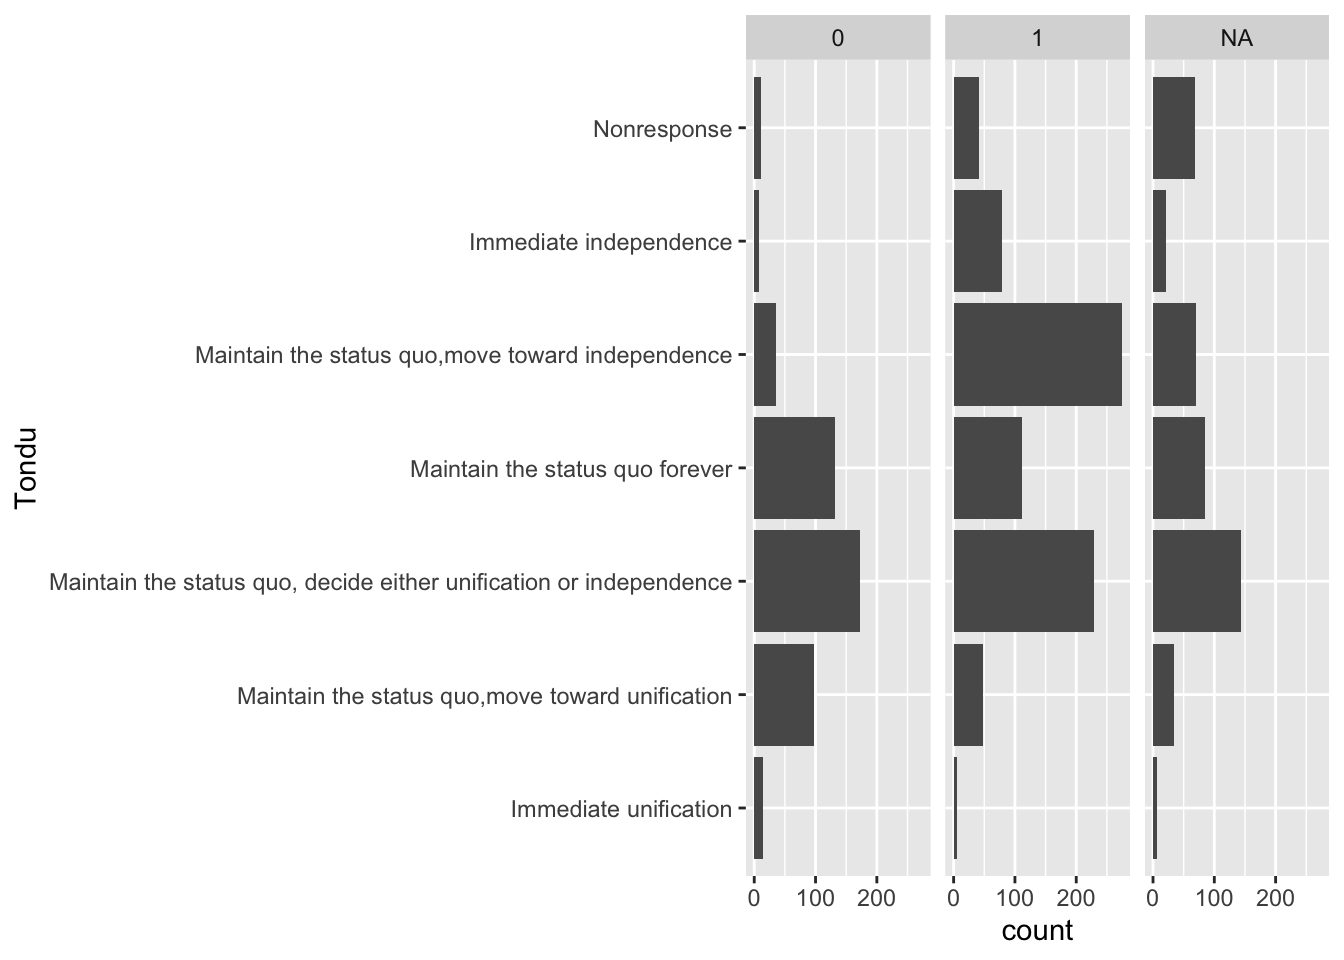 0 1 NA
Nonresponse
Immediate independence
Maintain the status quo,move toward independence
Maintain the status quo forever
Maintain the status quo, decide either unification or independence
Maintain the status quo,move toward unification
Immediate unification
Tondu
0 100 200 0 100 200 0 100 200
count